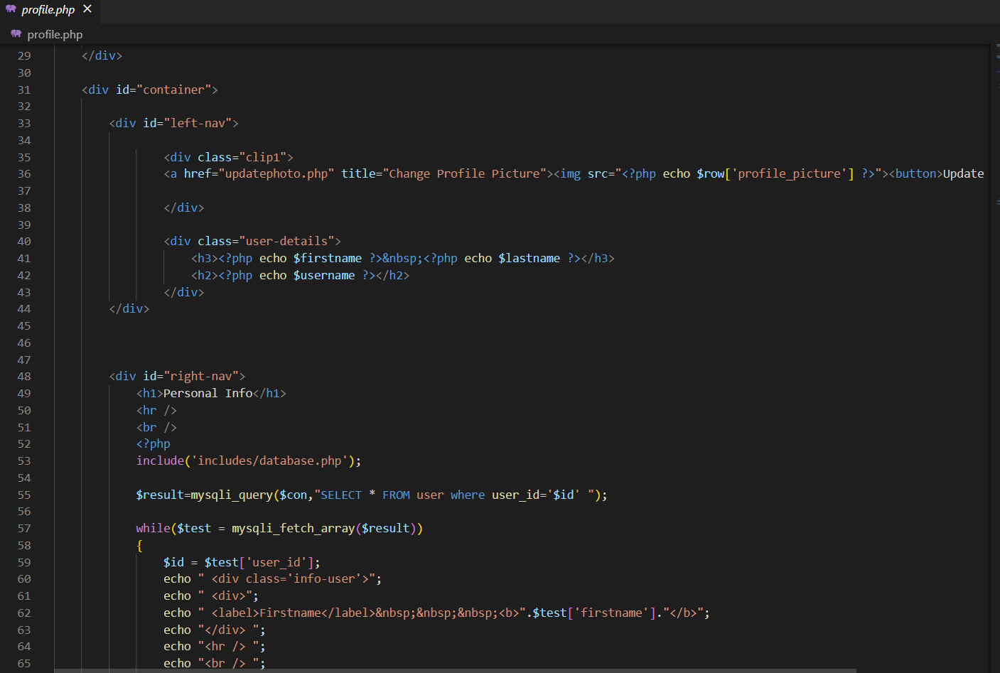 profile.php
profile.php
29 </div>
30
31 <div id="container">
32
33 <div id="left-nav">
34
35 <div class="clip1">
36 <a href="updatephoto.php" title="Change Profile Picture"><img src="<?php echo $row['profile_picture'] ?>"><button>Update
37
38 </div>
39
40 <div class="user-details">
41 <h3><?php echo $firstname ?>&nbsp;<?php echo $lastname ?></h3>
42 <h2><?php echo $username ?></h2>
43 </div>
44 </div>
45
46
47
48 <div id="right-nav">
49 <h1>Personal Info</h1>
50 <hr />
51 <br />
52 <?php
53 include('includes/database.php');
54
55 $result=mysqli_query($con,"SELECT * FROM user where user_id='$id' ");
56
57 while($test = mysqli_fetch_array($result))
58 {
59 $id = $test['user_id'];
60 echo " <div class='info-user'>";
61 echo " <div>";
62 echo " <label>Firstname</label>&nbsp;&nbsp;&nbsp;<b>".$test['firstname']."</b>";
63 echo "</div> ";
64 echo "<hr /> ";
65 echo "<br /> ";